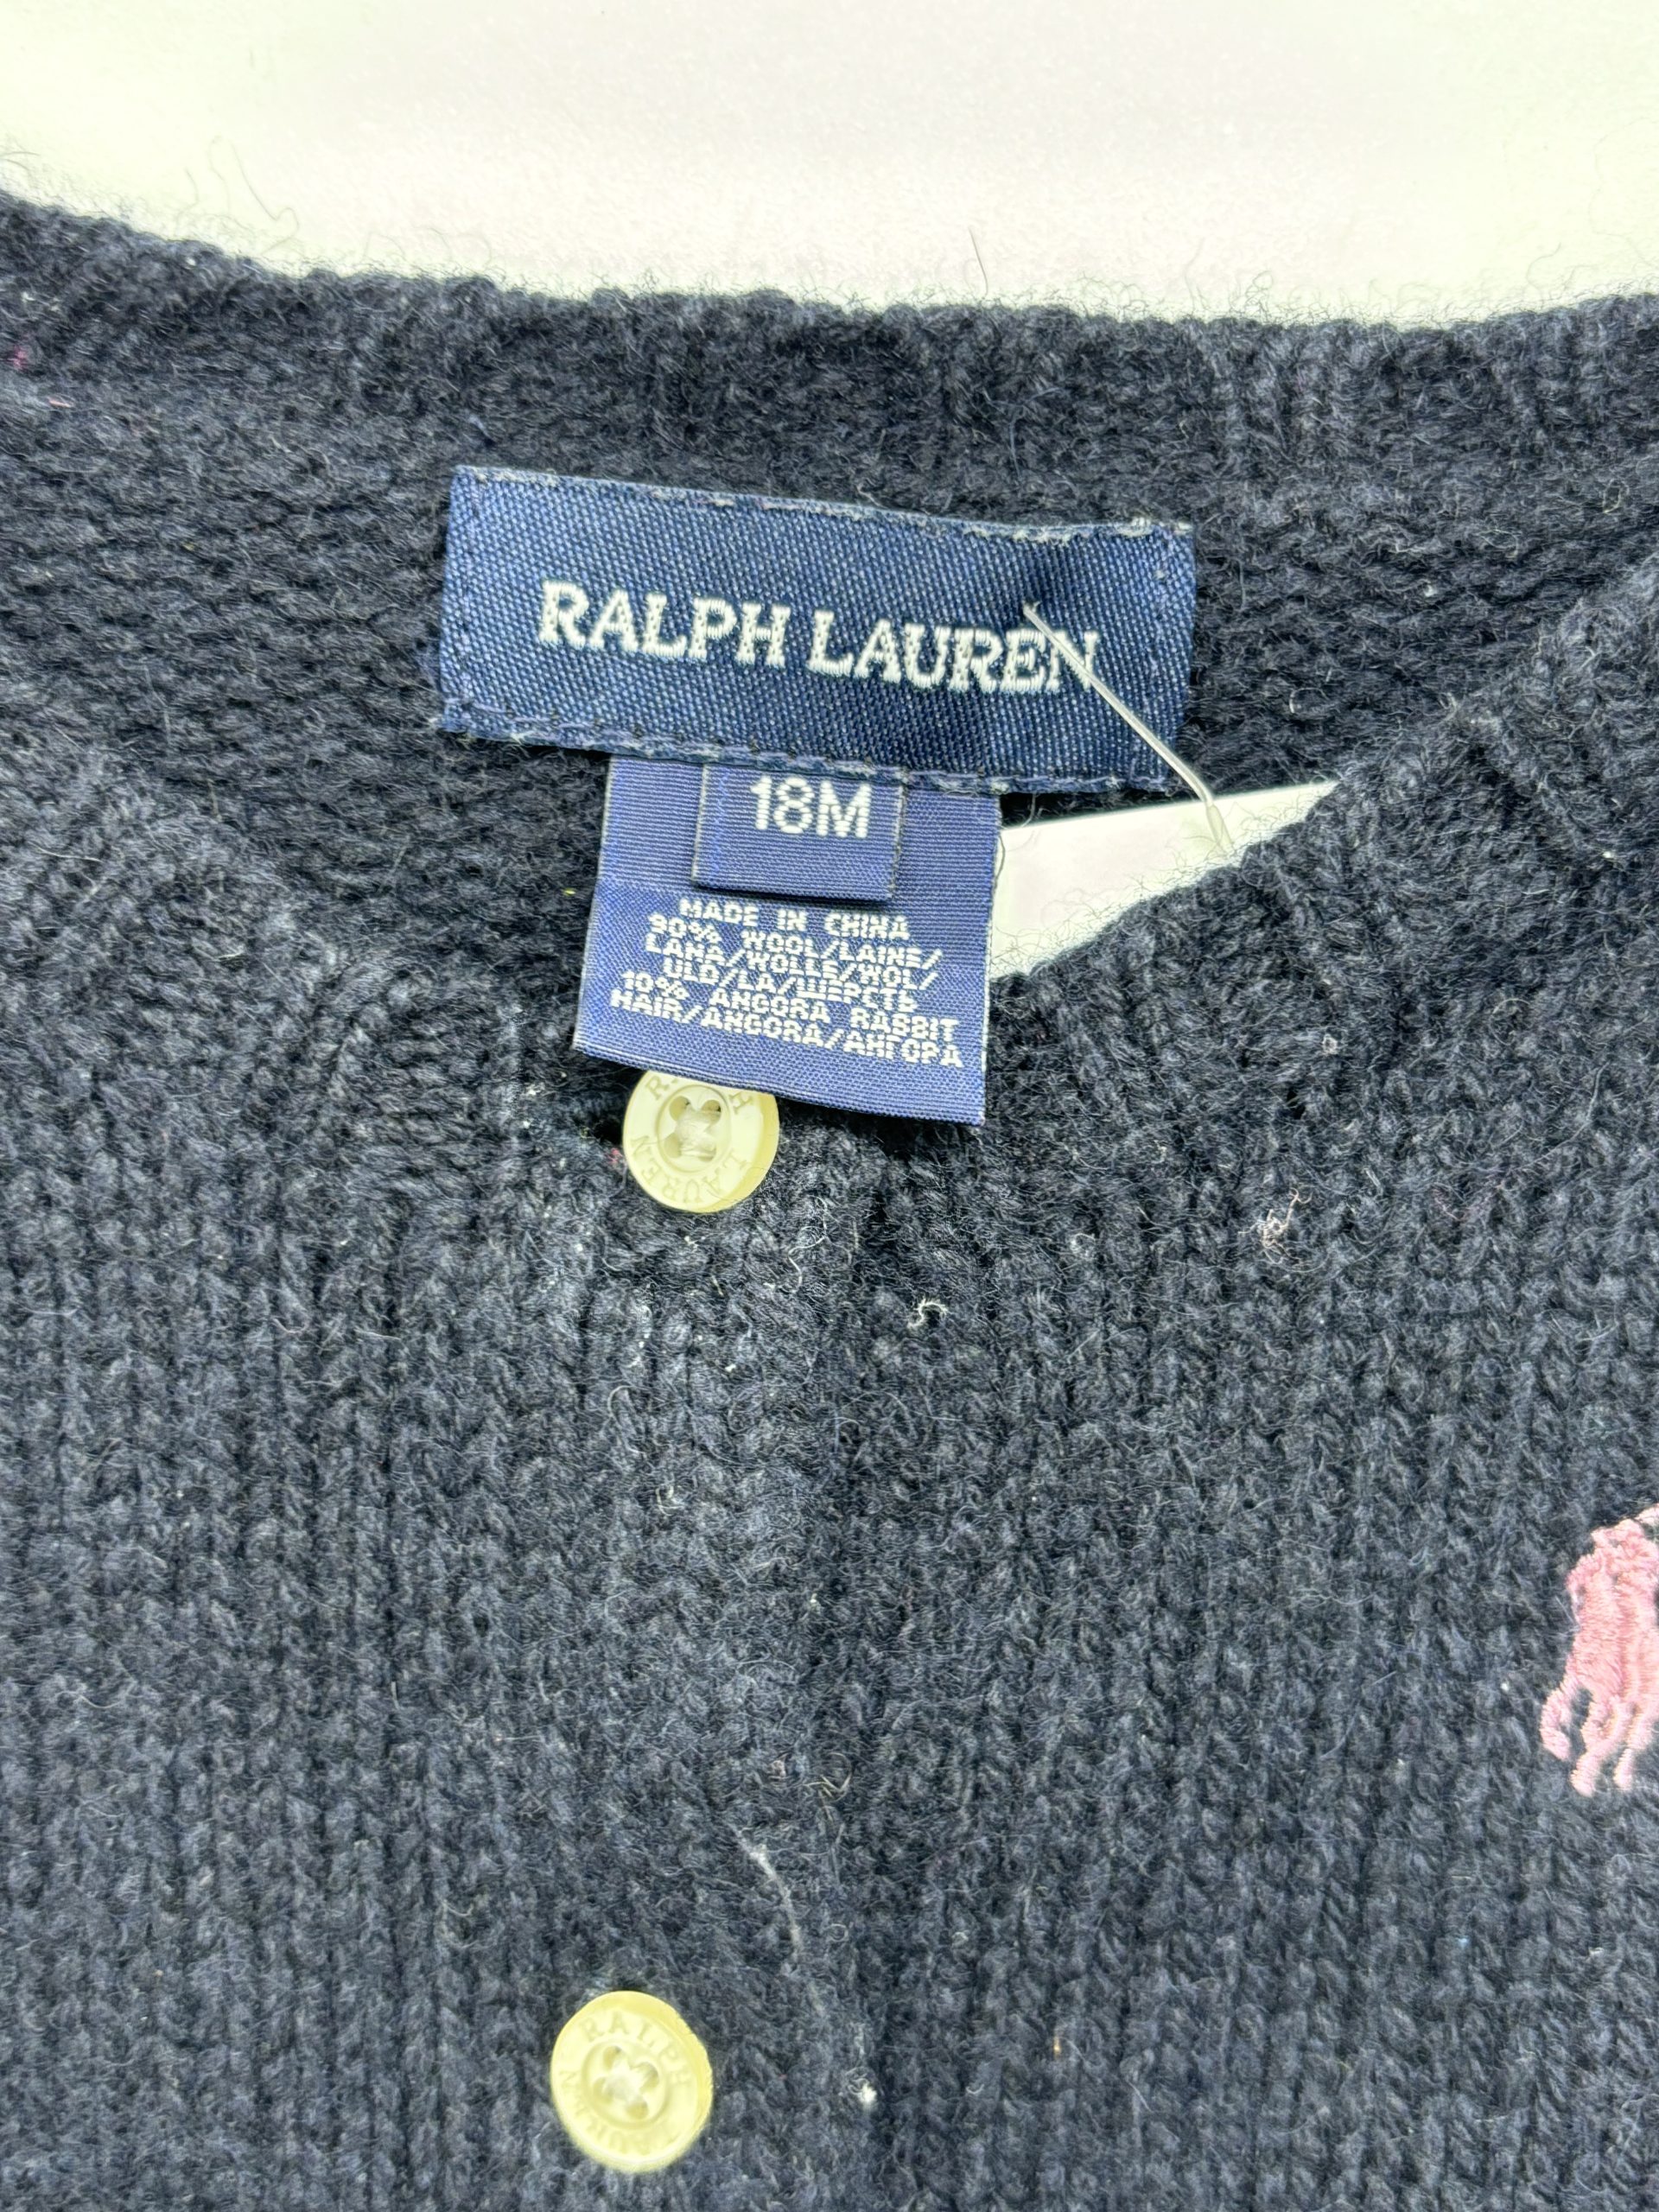 RALPH LAUREN
18M
MADE IN CHINA
90% WOOL/LAINE/
LANA/WOLLE/WOL/
ULD/LA/ШЕРСТЬ
10% ANGORA RABBIT
HAIR/ANGORA/АНГОРА
LAUREN
RALPH
LAUREN